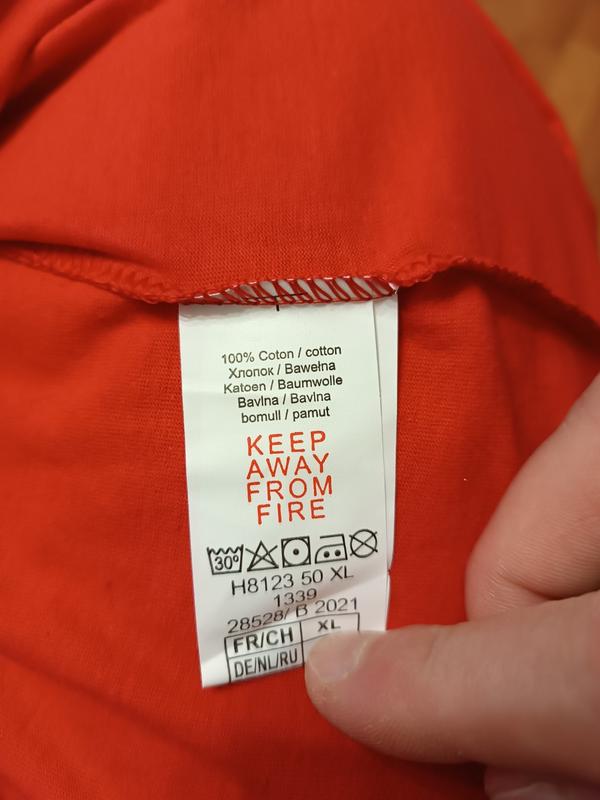 100% Coton / cotton
Хлопок / Bawełna
Katoen / Baumwolle
Bavlna / Bavlna
bomull / pamut
KEEP
AWAY
FROM
FIRE
30°
H8123 50 XL
1339
28528/ B 2021
FR/CH XL
DE/NL/RU